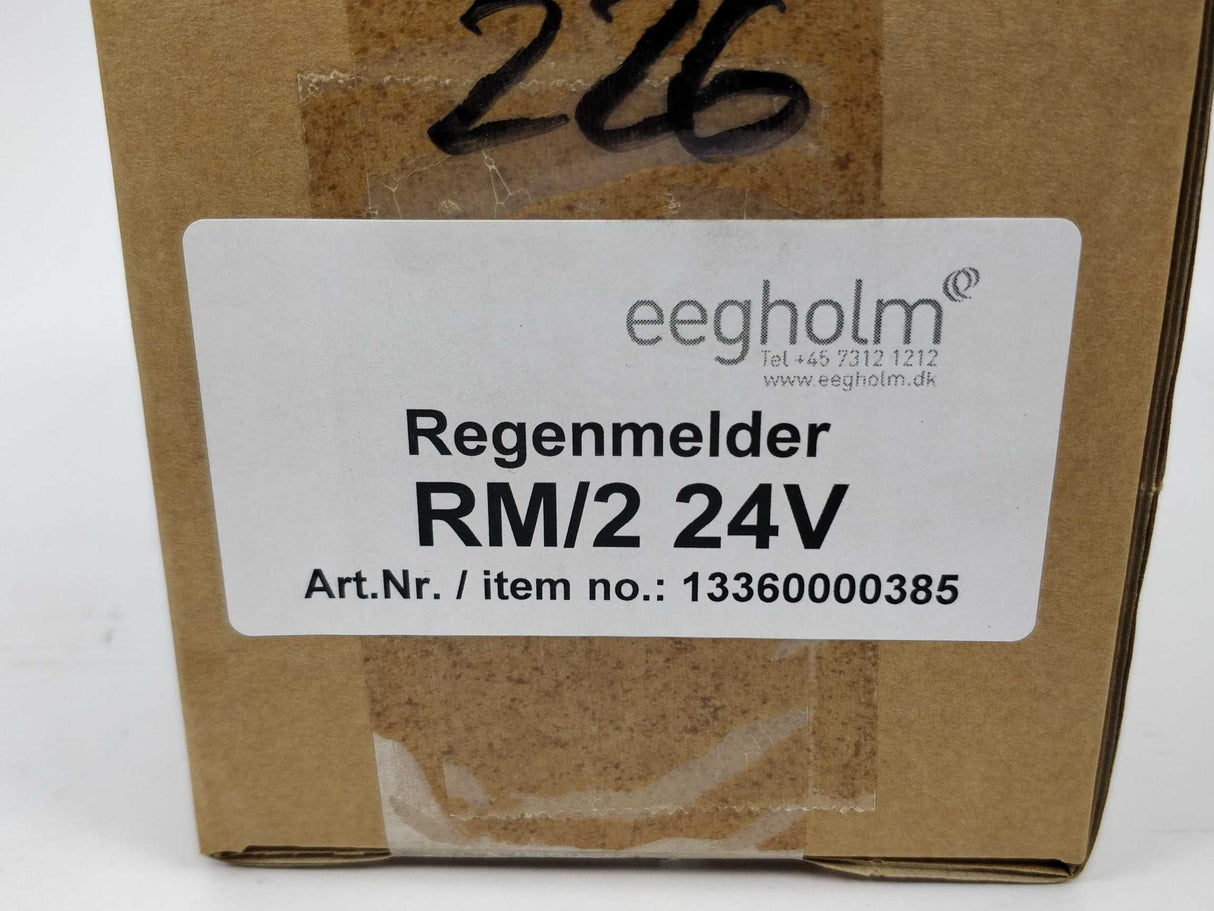 226
eegholm
Tel +45 7312 1212
www.eegholm.dk
Regenmelder
RM/2 24V
Art.Nr. / item no.: 13360000385